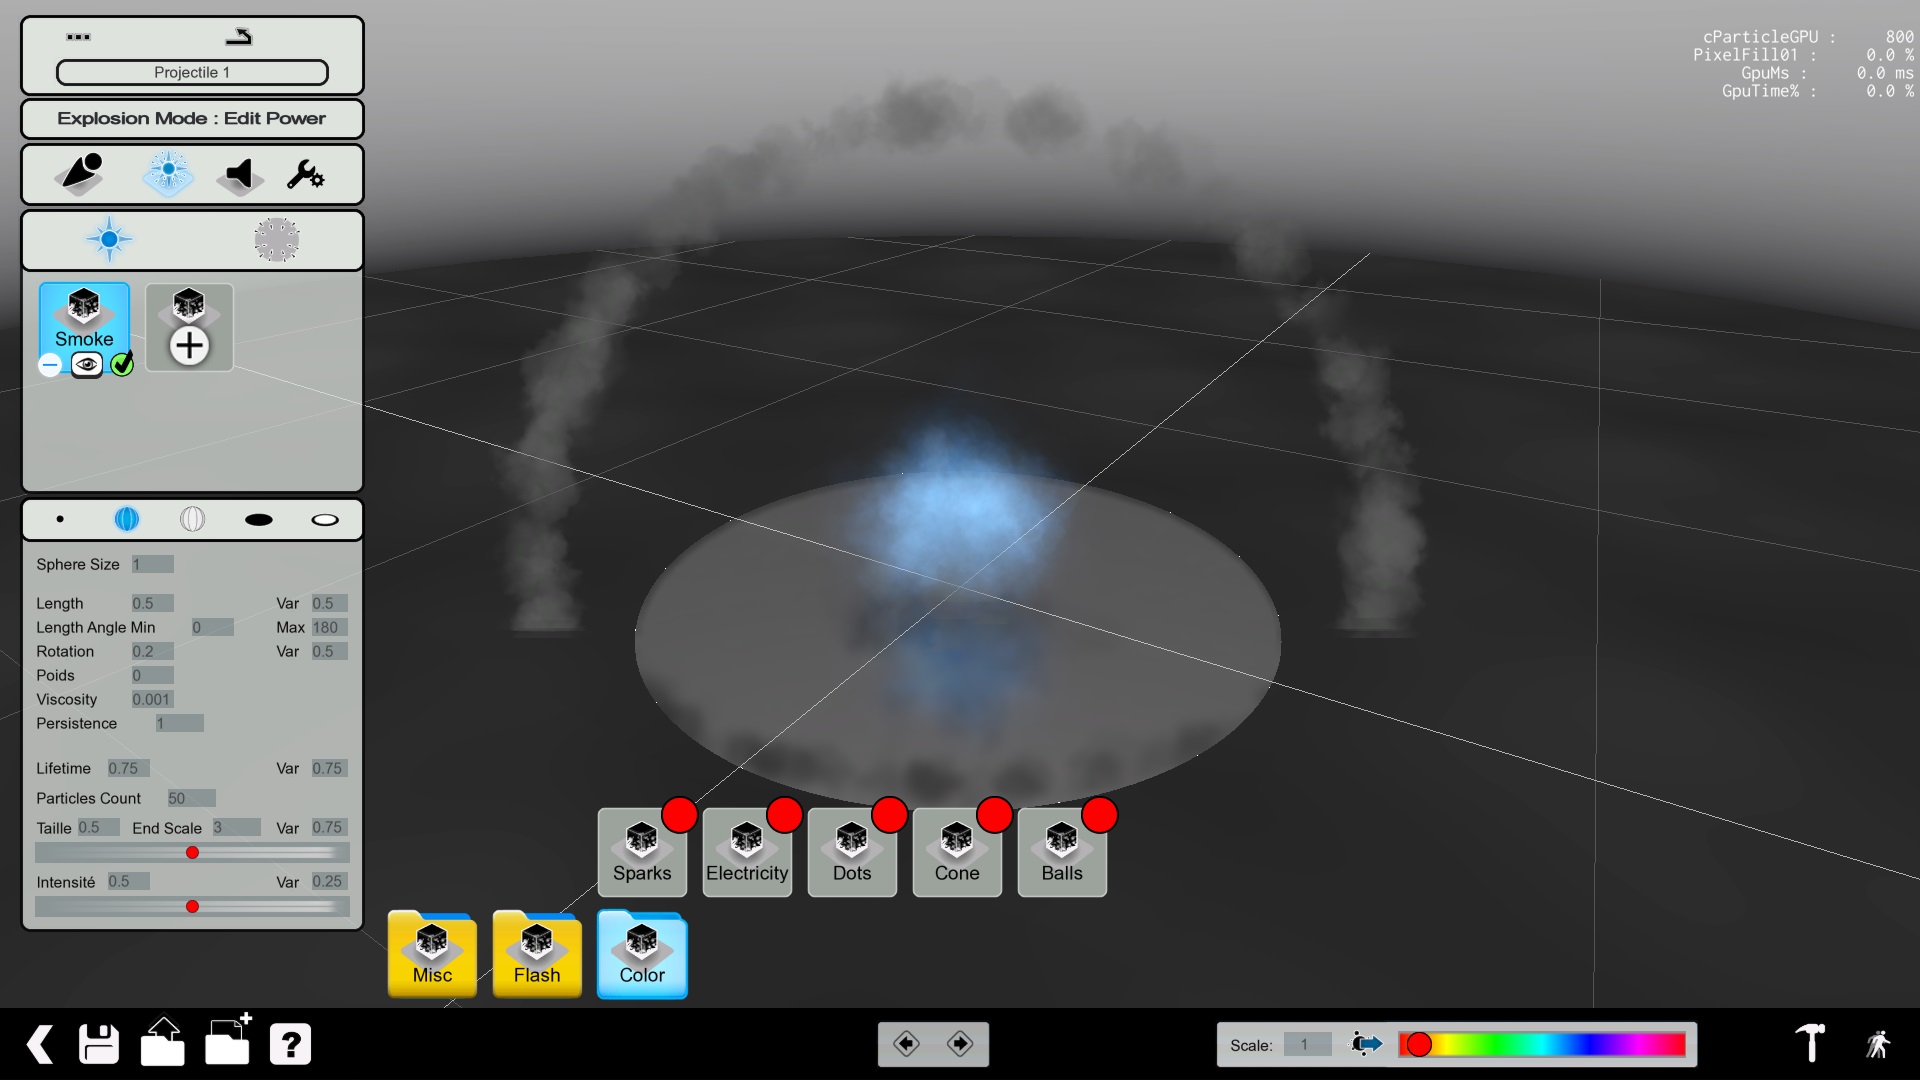 Projectile 1
Explosion Mode : Edit Power
Smoke
Sphere Size 1
Length 0.5 Var 0.5
Length Angle Min 0 Max 180
Rotation 0.2 Var 0.5
Poids 0
Viscosity 0.001
Persistence 1
Lifetime 0.75 Var 0.75
Particles Count 50
Taille 0.5 End Scale 3 Var 0.75
Intensité 0.5 Var 0.25
cParticleGPU : 800
PixelFill01 : 0.0 %
GpuMs : 0.0 ms
GpuTime% : 0.0 %
Sparks Electricity Dots Cone Balls
Misc Flash Color
?
Scale: 1